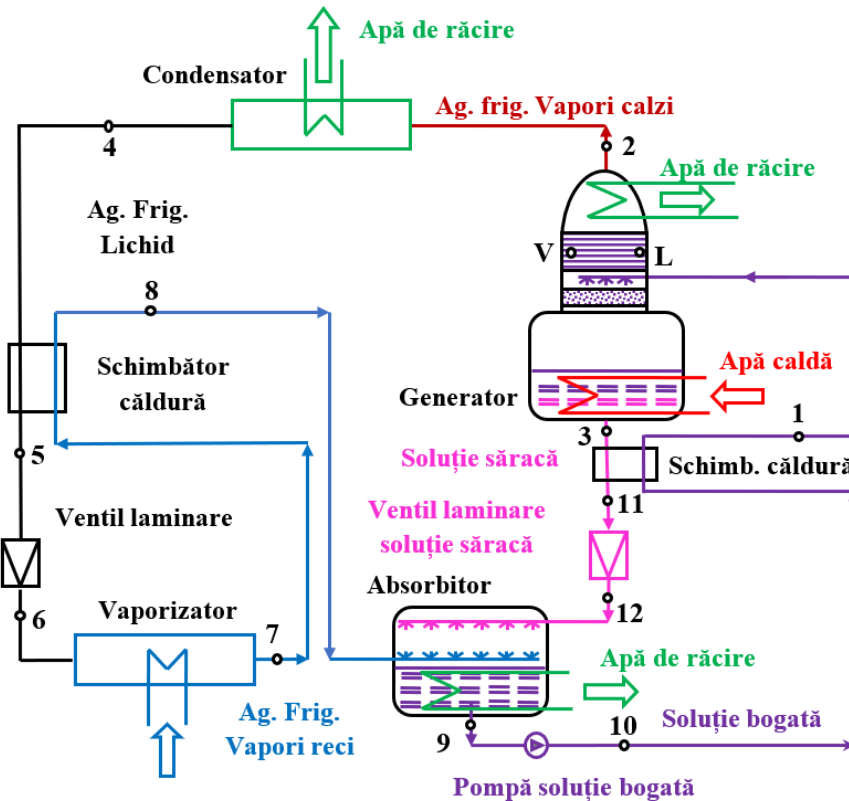 Apă de răcire
Condensator
Ag. frig. Vapori calzi
4
2
Apă de răcire
Ag. Frig.
Lichid
V
L
8
Schimbător
căldură
Apă caldă
Generator
1
3
5
Soluție săracă
Schimb. căldură
11
Ventil laminare
Ventil laminare
soluție săracă
Absorbitor
6
Vaporizator
12
7
Apă de răcire
Ag. Frig.
Vapori reci
9
10
Soluție bogată
Pompă soluție bogată